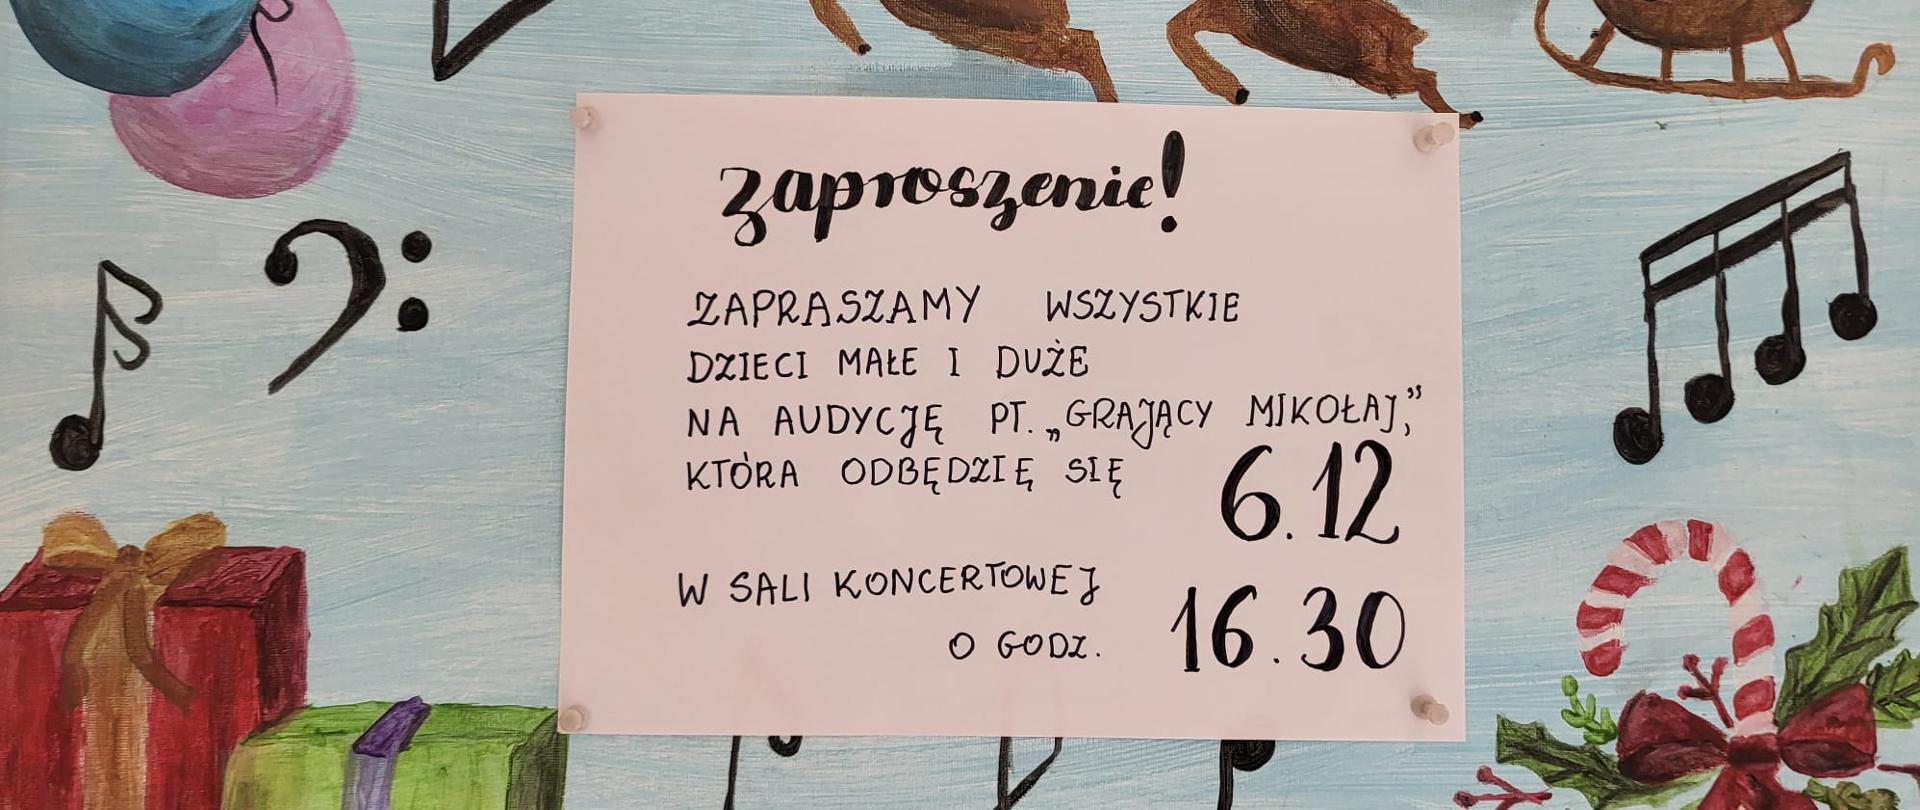 zaproszenie!
ZAPRASZAMY WSZYSTKIE
DZIECI MAŁE I DUŻE
NA AUDYCJĘ PT. „GRAJĄCY MIKOŁAJ”,
KTÓRA ODBĘDZIĘ SIĘ 6.12
W SALI KONCERTOWEJ
O GODZ. 16.30